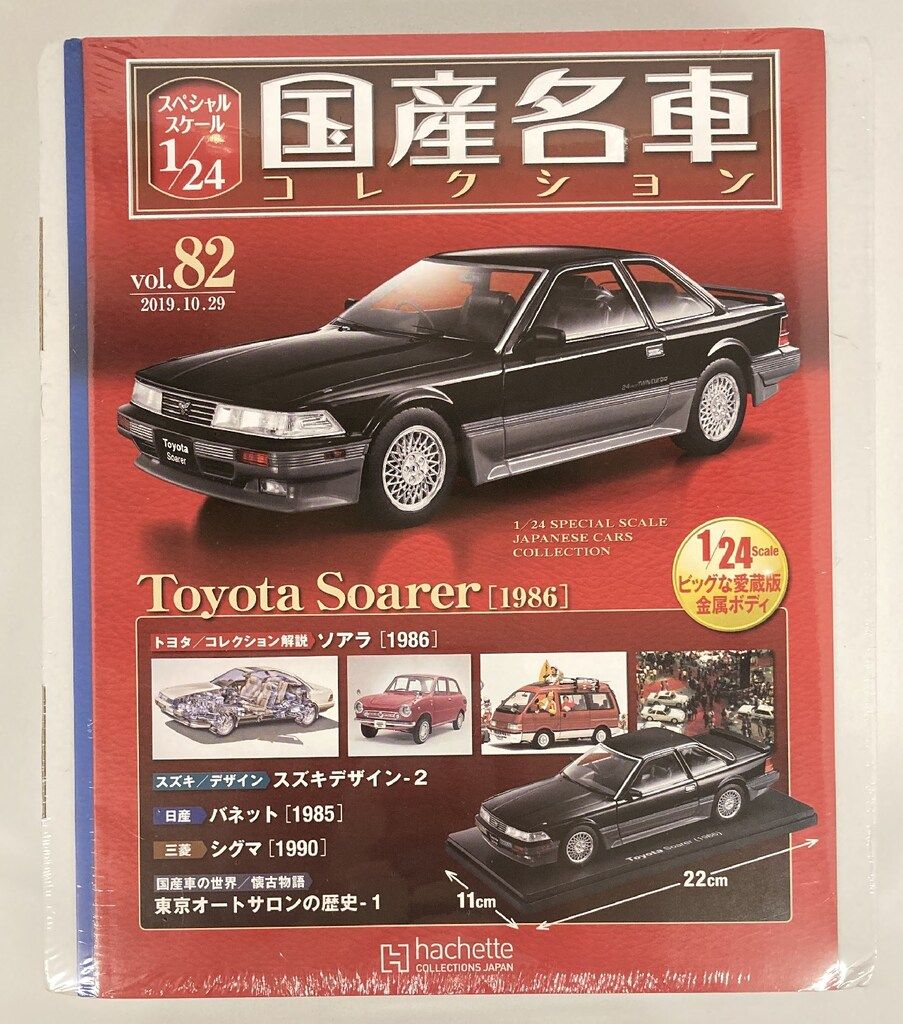 スペシャル
スケール
1/24
国産名車
コレクション
vol.82
2019.10.29
Toyota
Soarer
24 VALVE TWIN TURBO
1/24 SPECIAL SCALE
JAPANESE CARS
COLLECTION
1/24 Scale
ビッグな愛蔵版
金属ボディ
Toyota Soarer [1986]
トヨタ/コレクション解説 ソアラ [1986]
スズキ/デザイン スズキデザイン-2
日産 バネット [1985]
三菱 シグマ [1990]
国産車の世界/懐古物語
東京オートサロンの歴史-1
Toyota Soarer (1986)
11cm
22cm
hachette
COLLECTIONS JAPAN